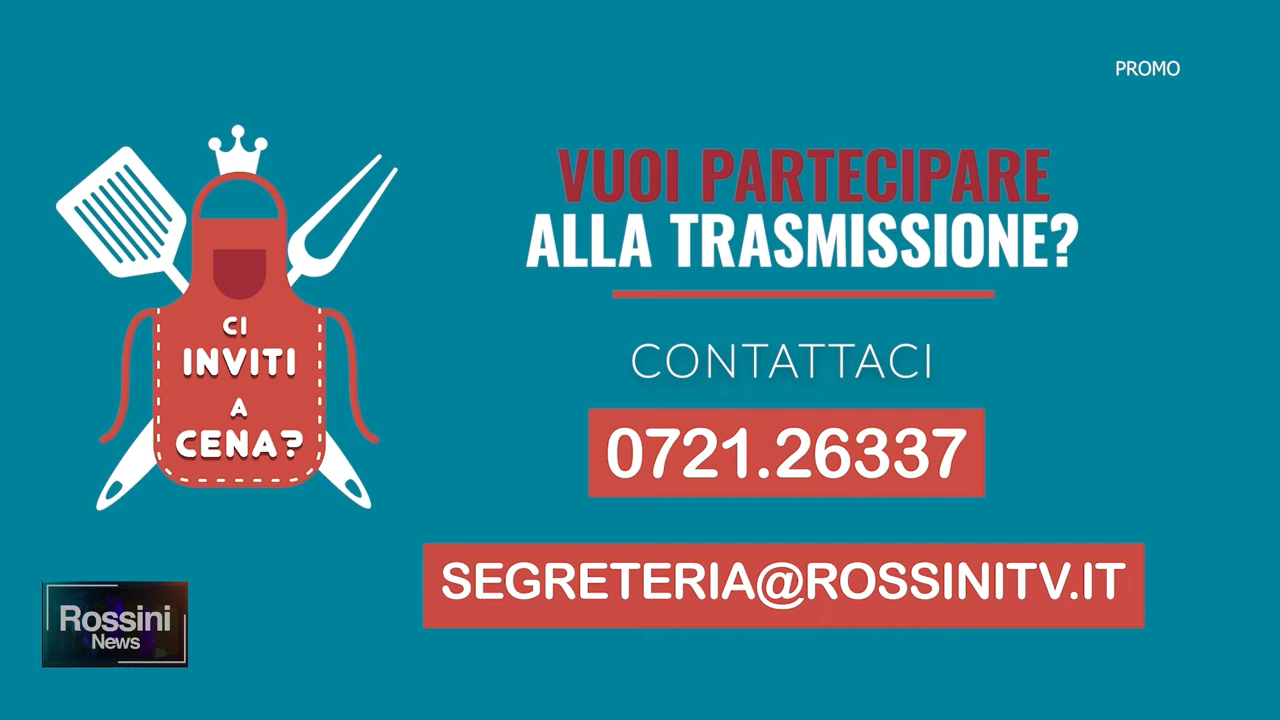 PROMO
VUOI PARTECIPARE
ALLA TRASMISSIONE?
CONTATTACI
0721.26337
SEGRETERIA@ROSSINITV.IT
CI
INVITI
A
CENA?
Rossini
News